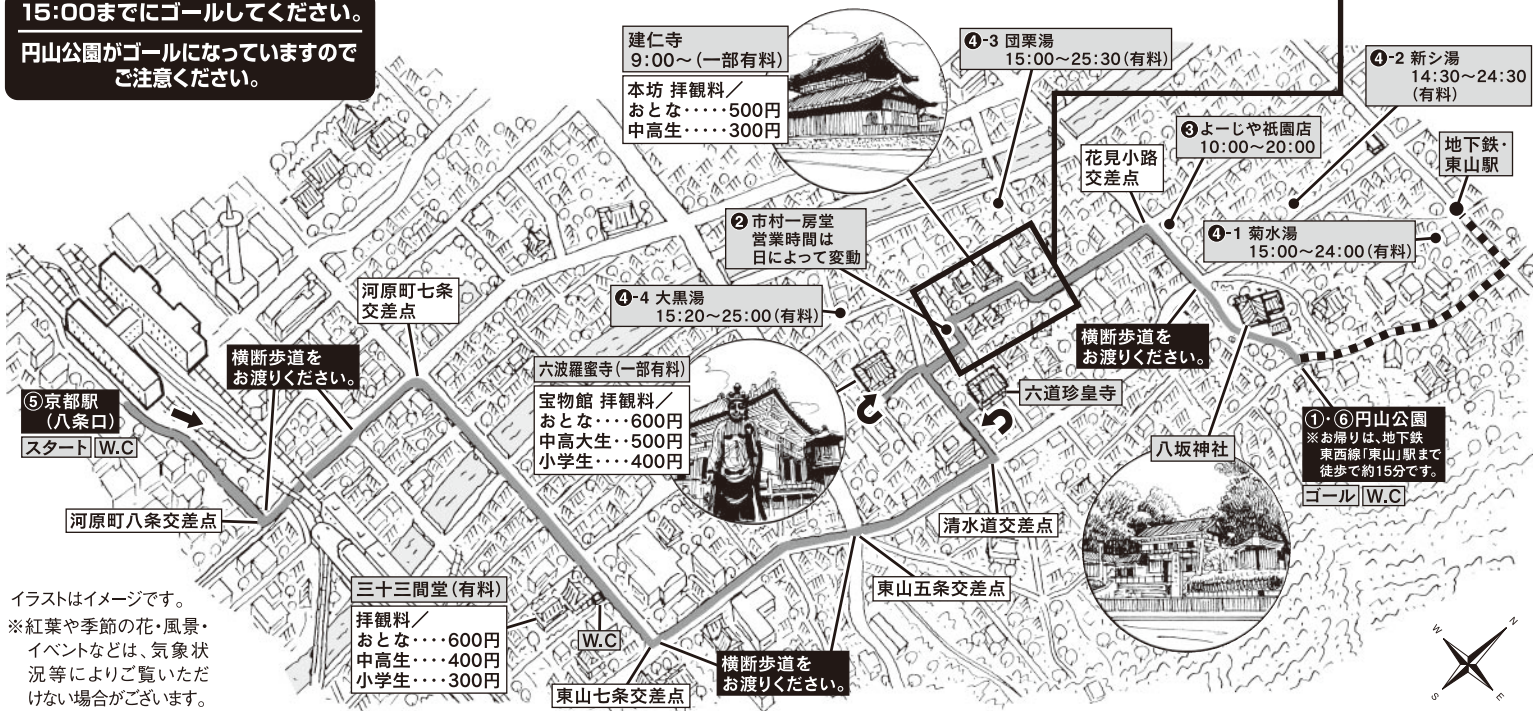 15:00までにゴールしてください。
円山公園がゴールになっていますので
ご注意ください。
建仁寺
9:00〜(一部有料)
本坊 拝観料／
おとな‥‥‥500円
中高生‥‥‥300円
❹-3 団栗湯
15:00〜25:30(有料)
❹-2 新シ湯
14:30〜24:30
(有料)
❸よーじや祇園店
10:00〜20:00
地下鉄・
東山駅
花見小路
交差点
❷ 市村一房堂
営業時間は
日によって変動
❹-1 菊水湯
15:00〜24:00(有料)
❹-4 大黒湯
15:20〜25:00(有料)
河原町七条
交差点
横断歩道を
お渡りください。
横断歩道を
お渡りください。
六波羅蜜寺(一部有料)
宝物館 拝観料／
おとな‥‥600円
中高大生‥500円
小学生‥‥400円
六道珍皇寺
⑤京都駅
(八条口)
スタート W.C
八坂神社
①・⑥円山公園
※お帰りは、地下鉄
東西線「東山」駅まで
徒歩で約15分です。
ゴール W.C
河原町八条交差点
清水道交差点
東山五条交差点
三十三間堂(有料)
拝観料／
おとな‥‥600円
中高生‥‥400円
小学生‥‥300円
W.C
横断歩道を
お渡りください。
東山七条交差点
イラストはイメージです。
※紅葉や季節の花・風景・
イベントなどは、気象状
況等によりご覧いただ
けない場合がございます。
N
W
S
E